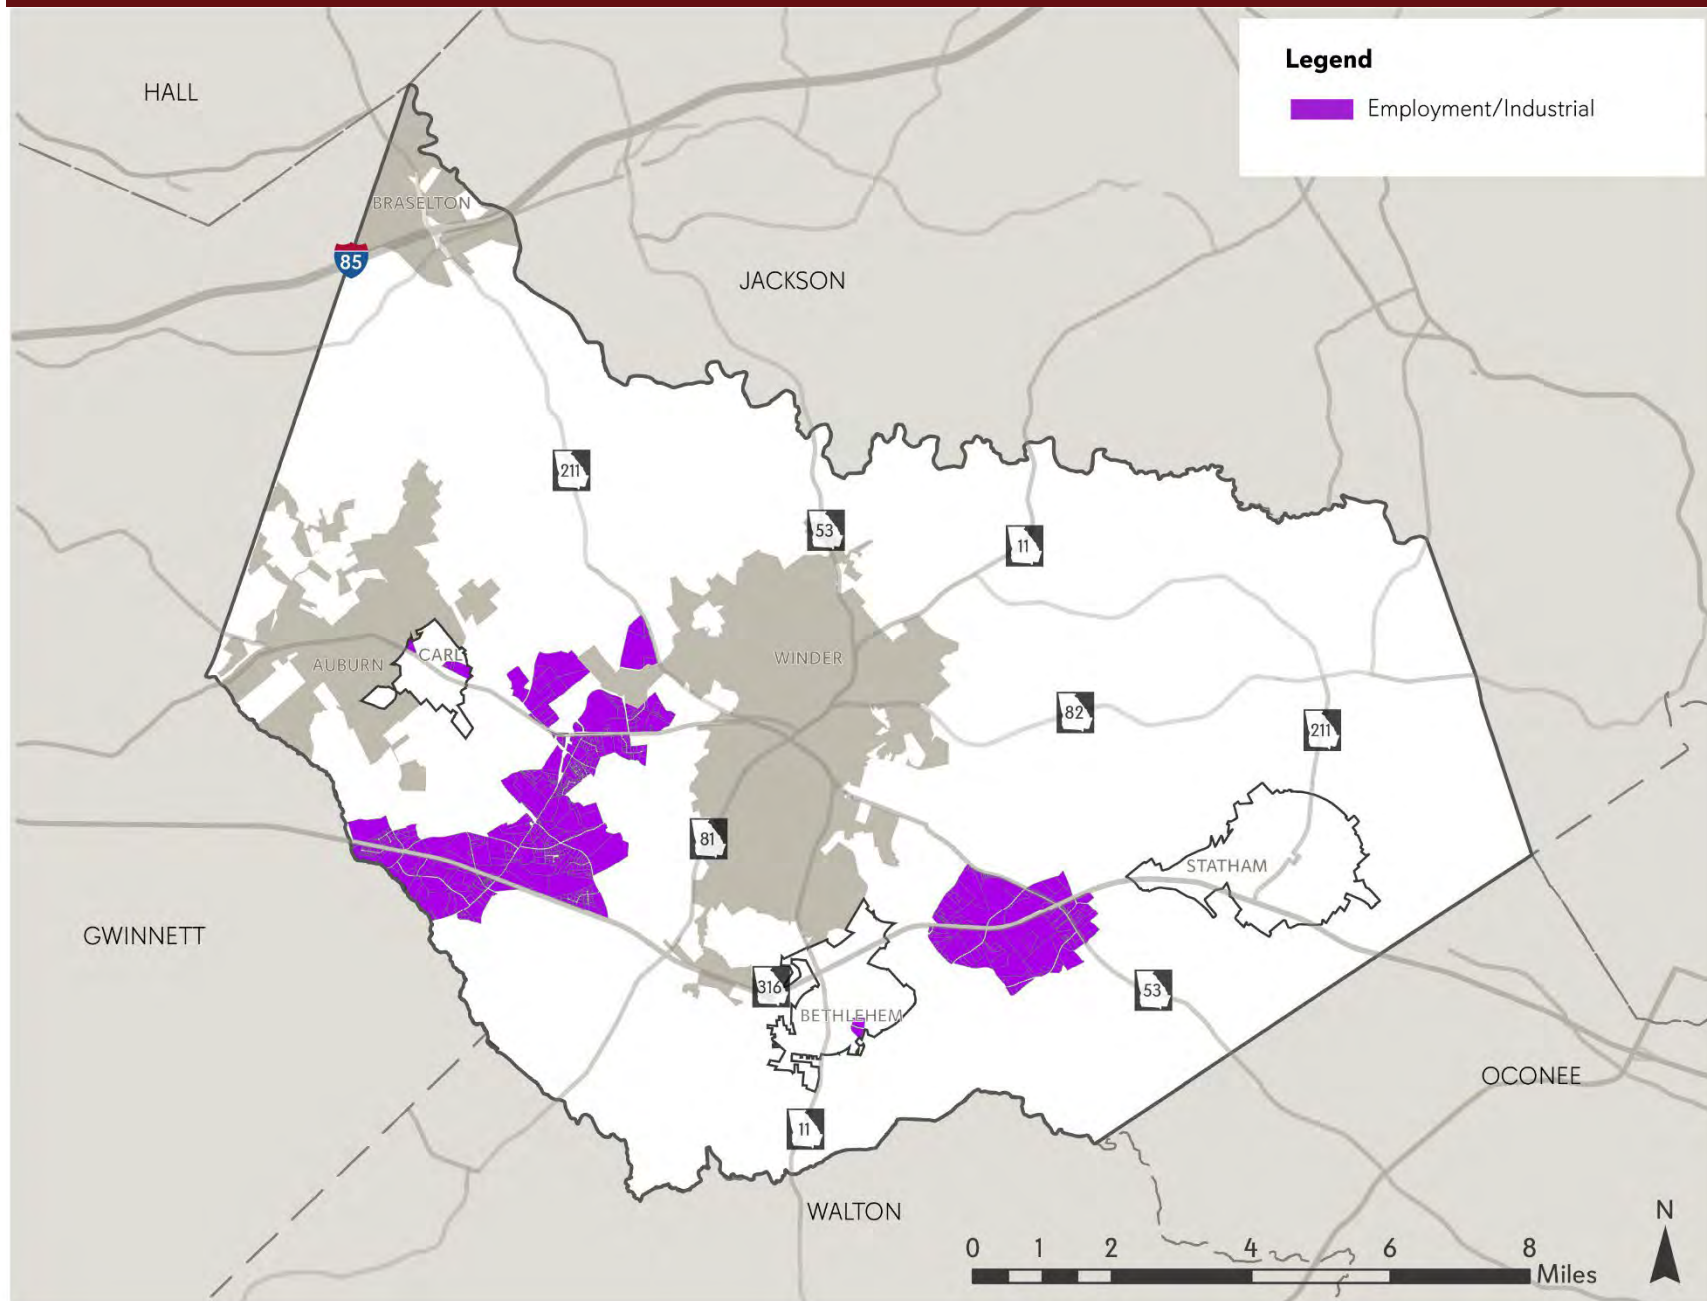 Legend
Employment/Industrial
HALL
BRASELTON
85
JACKSON
211
53
11
WINDER
AUBURN
CARL
82
211
81
STATHAM
GWINNETT
316
BETHLEHEM
53
OCONEE
11
WALTON
N
0 1 2 4 6 8
Miles